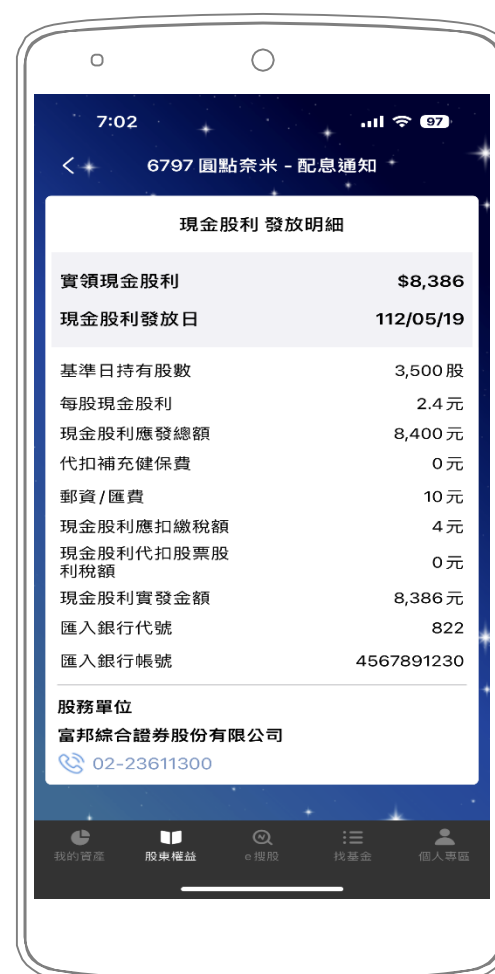 7:02
97
6797 圓點奈米 - 配息通知
現金股利 發放明細
實領現金股利 $8,386
現金股利發放日 112/05/19
基準日持有股數 3,500股
每股現金股利 2.4元
現金股利應發總額 8,400元
代扣補充健保費 0元
郵資/匯費 10元
現金股利應扣繳稅額 4元
現金股利代扣股票股
利稅額 0元
現金股利實發金額 8,386元
匯入銀行代號 822
匯入銀行帳號 4567891230
股務單位
富邦綜合證券股份有限公司
02-23611300
我的資產 股東權益 e搜股 找基金 個人專區